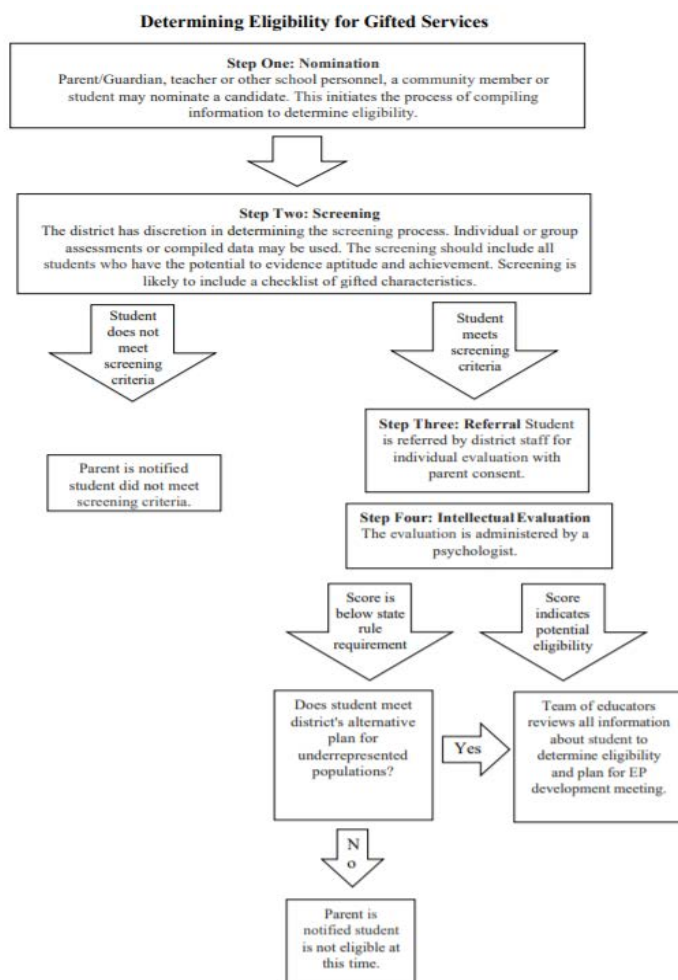 Determining Eligibility for Gifted Services
Step One: Nomination
Parent/Guardian, teacher or other school personnel, a community member or
student may nominate a candidate. This initiates the process of compiling
information to determine eligibility.
Step Two: Screening
The district has discretion in determining the screening process. Individual or group
assessments or compiled data may be used. The screening should include all
students who have the potential to evidence aptitude and achievement. Screening is
likely to include a checklist of gifted characteristics.
Student
does not
meet
screening
criteria
Student
meets
screening
criteria
Parent is notified
student did not meet
screening criteria.
Step Three: Referral Student
is referred by district staff for
individual evaluation with
parent consent.
Step Four: Intellectual Evaluation
The evaluation is administered by a
psychologist.
Score is
below state
rule
requirement
Score
indicates
potential
eligibility
Does student meet
district's alternative
plan for
underrepresented
populations?
Yes
Team of educators
reviews all information
about student to
determine eligibility
and plan for EP
development meeting.
N
o
Parent is
notified student
is not eligible at
this time.